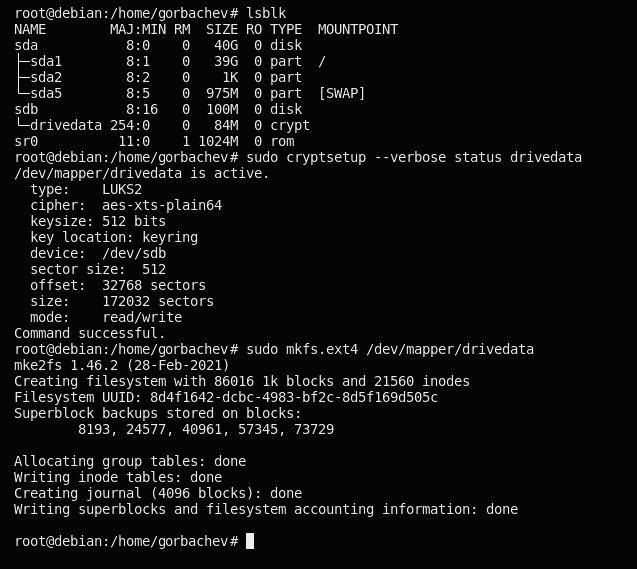 root@debian:/home/gorbachev# lsblk
NAME        MAJ:MIN RM  SIZE RO TYPE  MOUNTPOINT
sda           8:0    0   40G  0 disk
├─sda1        8:1    0   39G  0 part  /
├─sda2        8:2    0    1K  0 part
└─sda5        8:5    0  975M  0 part  [SWAP]
sdb           8:16   0  100M  0 disk
└─drivedata 254:0    0   84M  0 crypt
sr0          11:0    1 1024M  0 rom
root@debian:/home/gorbachev# sudo cryptsetup --verbose status drivedata
/dev/mapper/drivedata is active.
  type:    LUKS2
  cipher:  aes-xts-plain64
  keysize: 512 bits
  key location: keyring
  device:  /dev/sdb
  sector size:  512
  offset:  32768 sectors
  size:    172032 sectors
  mode:    read/write
Command successful.
root@debian:/home/gorbachev# sudo mkfs.ext4 /dev/mapper/drivedata
mke2fs 1.46.2 (28-Feb-2021)
Creating filesystem with 86016 1k blocks and 21560 inodes
Filesystem UUID: 8d4f1642-dcbc-4983-bf2c-8d5f169d505c
Superblock backups stored on blocks:
        8193, 24577, 40961, 57345, 73729

Allocating group tables: done
Writing inode tables: done
Creating journal (4096 blocks): done
Writing superblocks and filesystem accounting information: done

root@debian:/home/gorbachev#